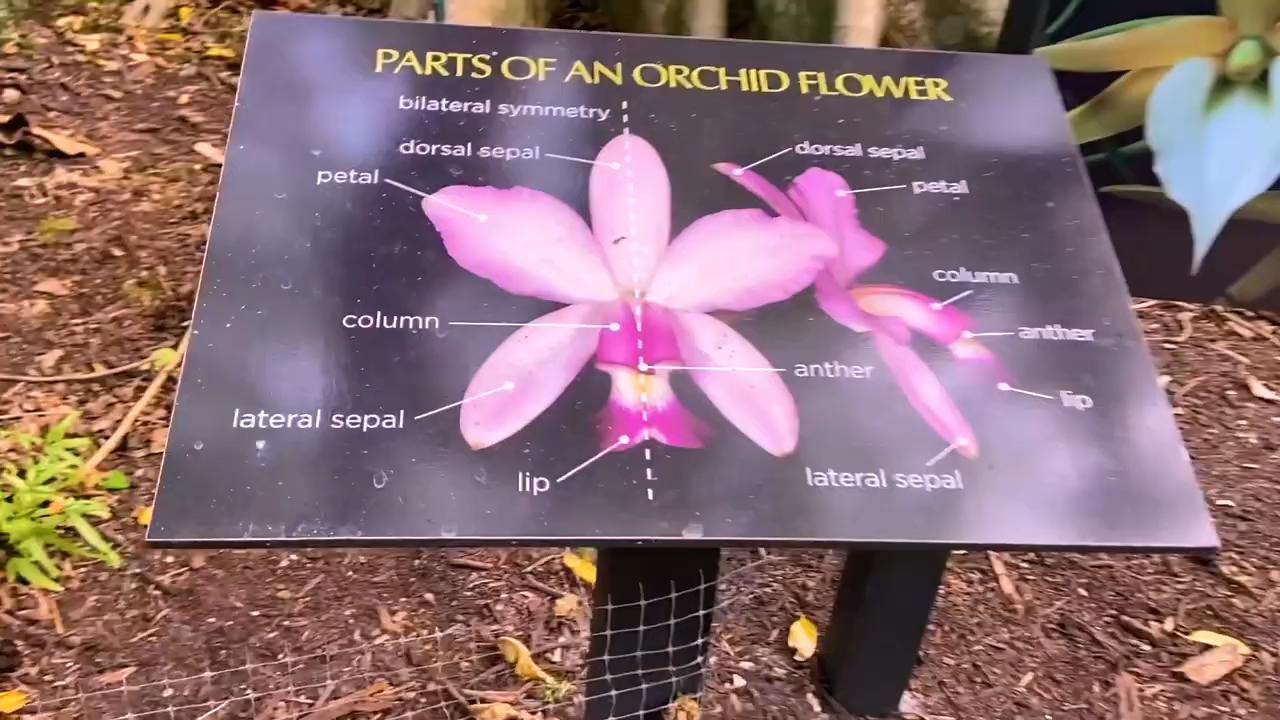 PARTS OF AN ORCHID FLOWER
bilateral symmetry
dorsal sepal
petal
column
lateral sepal
lip
anther
dorsal sepal
petal
column
anther
lip
lateral sepal